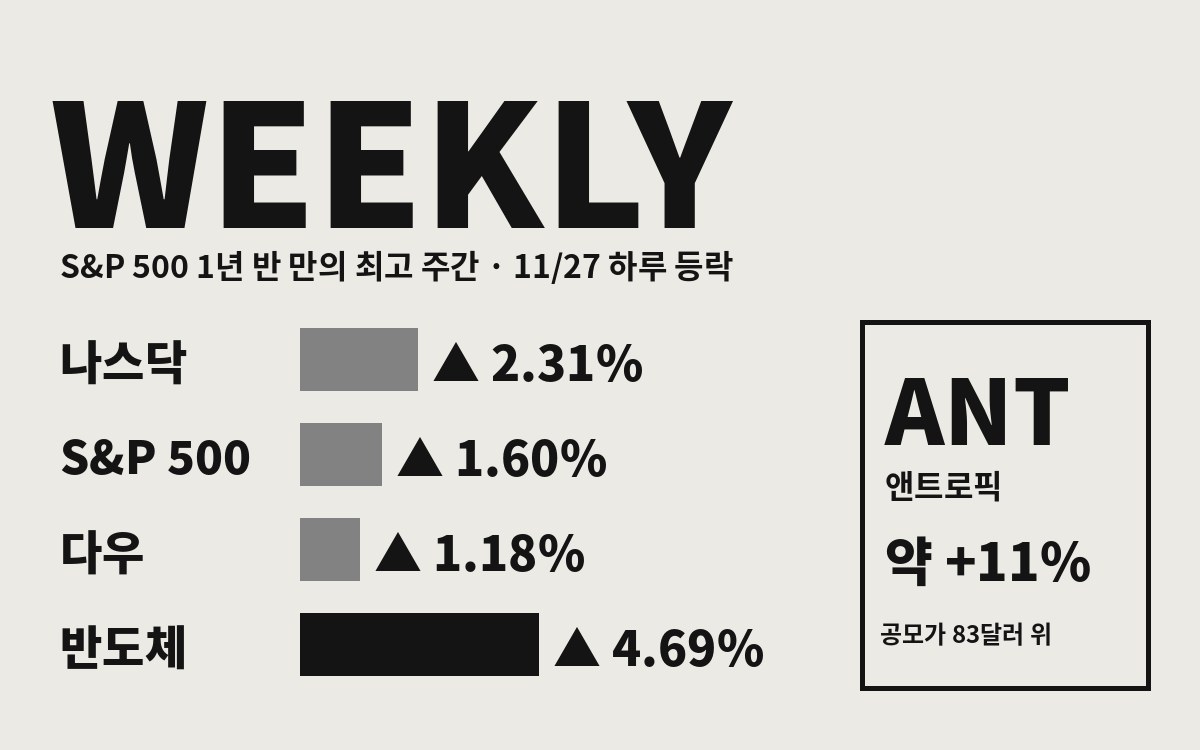 WEEKLY
S&P 500 1년 반 만의 최고 주간 · 11/27 하루 등락
나스닥 ▲ 2.31%
S&P 500 ▲ 1.60%
다우 ▲ 1.18%
반도체 ▲ 4.69%
ANT
앤트로픽
약 +11%
공모가 83달러 위